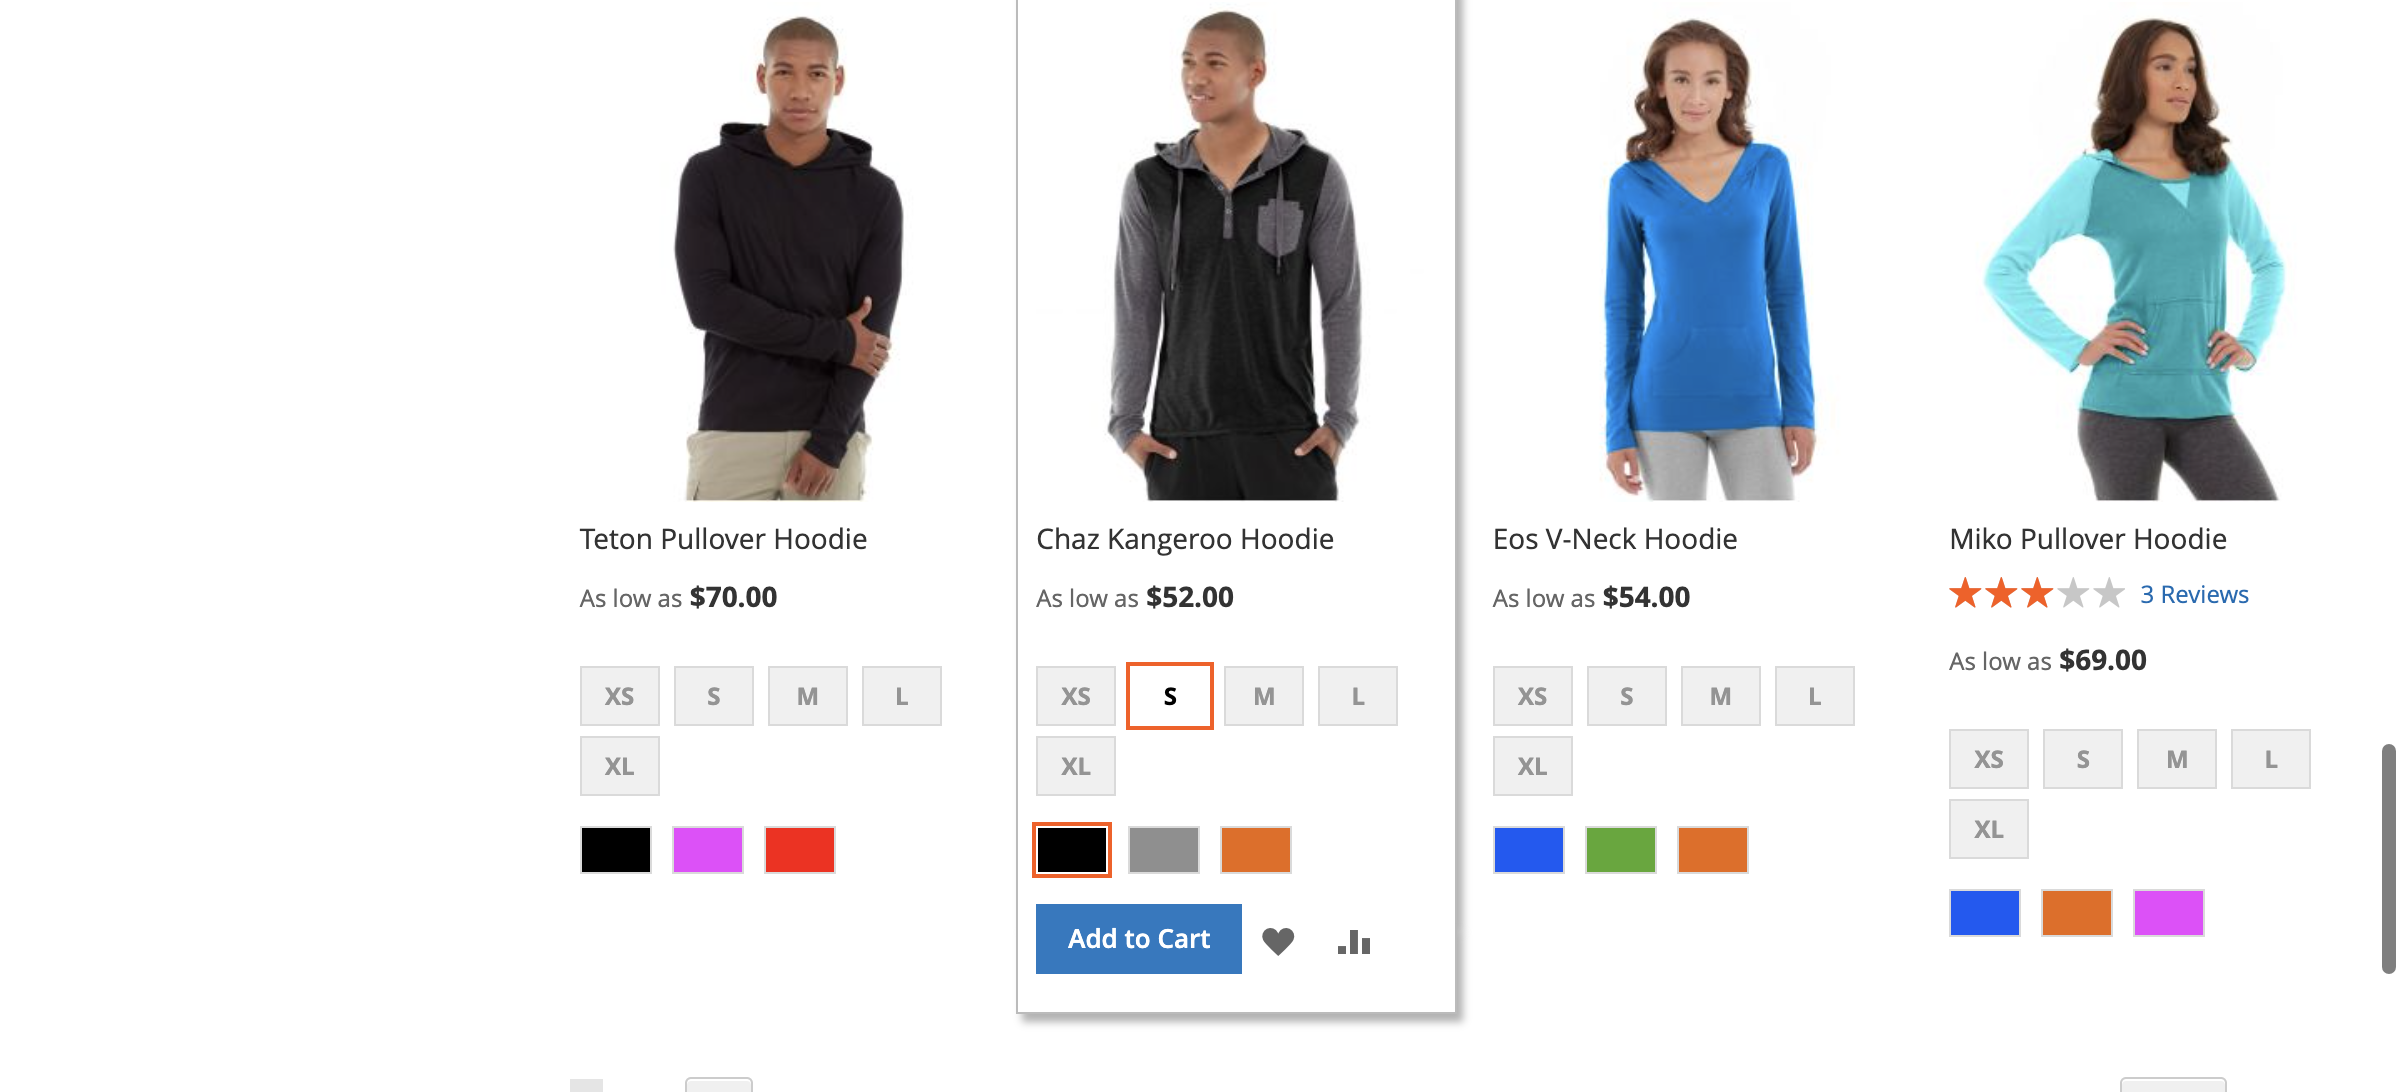 Teton Pullover Hoodie
As low as $70.00
XS S M L
XL
Chaz Kangeroo Hoodie
As low as $52.00
XS S M L
XL
Add to Cart
Eos V-Neck Hoodie
As low as $54.00
XS S M L
XL
Miko Pullover Hoodie
3 Reviews
As low as $69.00
XS S M L
XL